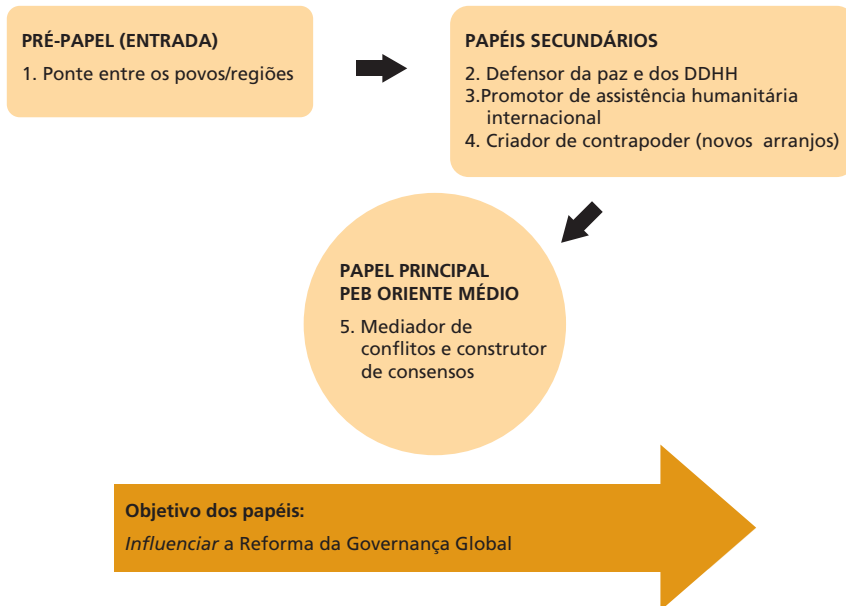 PRÉ-PAPEL (ENTRADA)
1. Ponte entre os povos/regiões
PAPÉIS SECUNDÁRIOS
2. Defensor da paz e dos DDHH
3.Promotor de assistência humanitária
internacional
4. Criador de contrapoder (novos arranjos)
PAPEL PRINCIPAL
PEB ORIENTE MÉDIO
5. Mediador de
conflitos e construtor
de consensos
Objetivo dos papéis:
Influenciar a Reforma da Governança Global